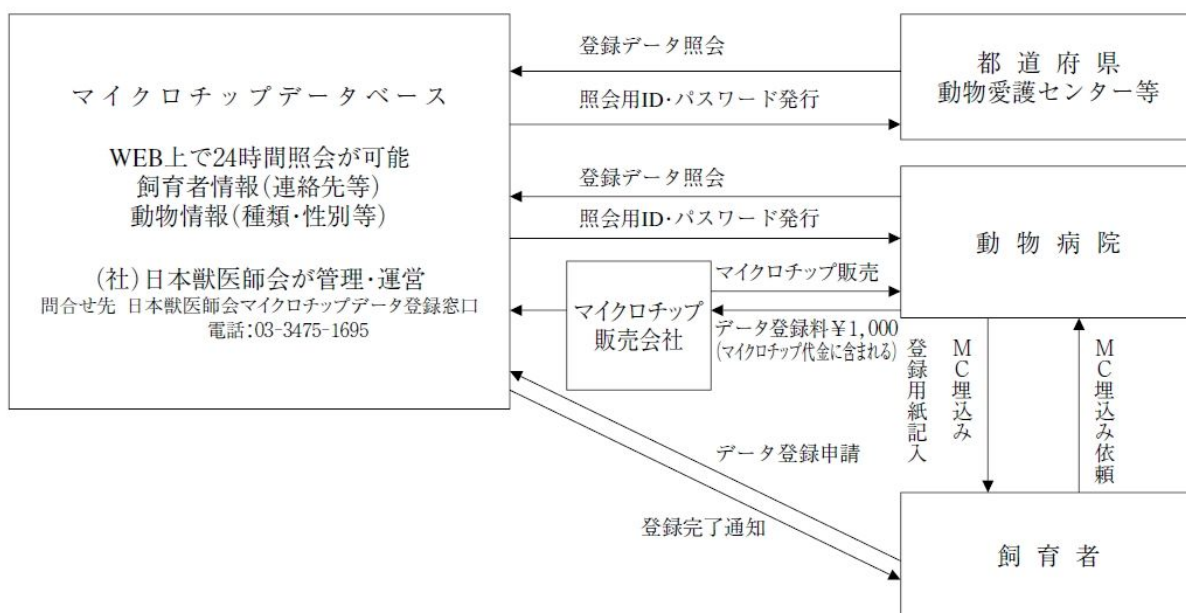 マイクロチップデータベース
WEB上で24時間照会が可能
飼育者情報(連絡先等)
動物情報(種類・性別等)
(社)日本獣医師会が管理・運営
問合せ先 日本獣医師会マイクロチップデータ登録窓口
電話:03-3475-1695
登録データ照会
照会用ID・パスワード発行
都道府県
動物愛護センター等
登録データ照会
照会用ID・パスワード発行
動物病院
マイクロチップ
販売会社
マイクロチップ販売
データ登録料¥1,000
(マイクロチップ代金に含まれる)
MC埋込み
登録用紙記入
MC埋込み依頼
データ登録申請
登録完了通知
飼育者